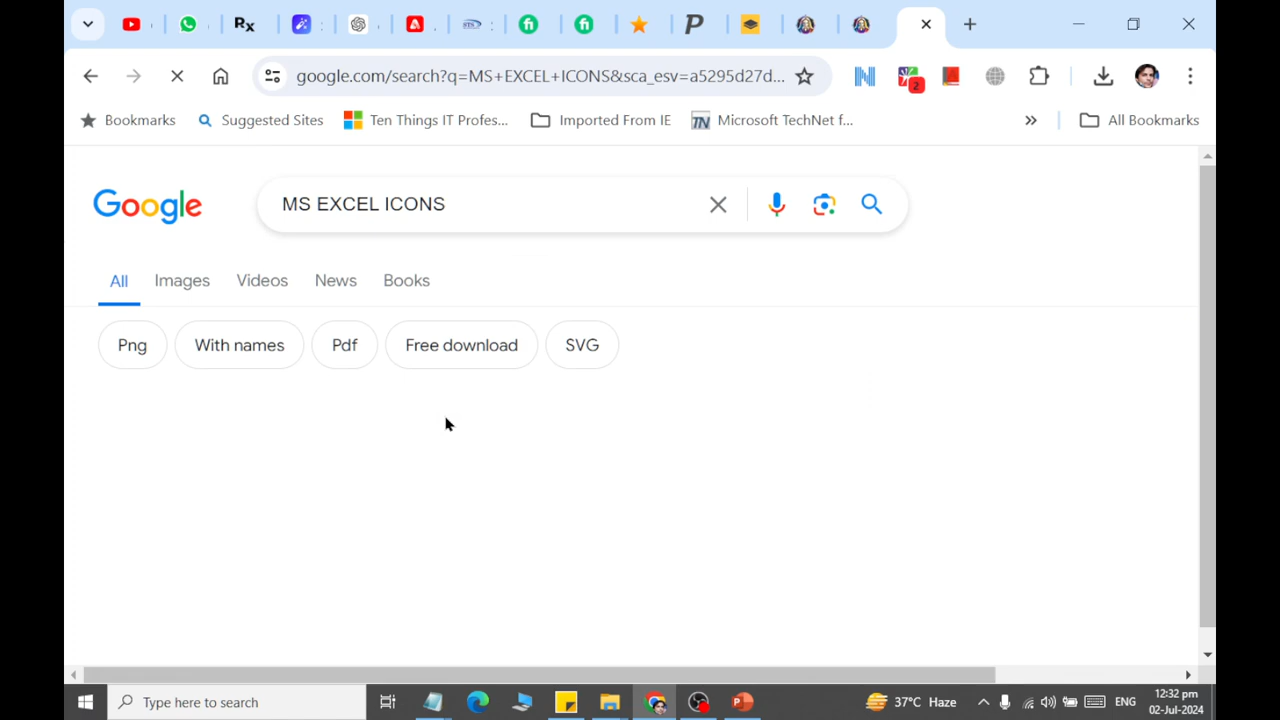 Rx
google.com/search?q=MS+EXCEL+ICONS&sca_esv=a5295d27d...
2
Bookmarks
Suggested Sites
Ten Things IT Profes...
Imported From IE
Microsoft TechNet f...
All Bookmarks
Google
MS EXCEL ICONS
All
Images
Videos
News
Books
Png
With names
Pdf
Free download
SVG
Type here to search
37°C Haze
ENG
12:32 pm
02-Jul-2024